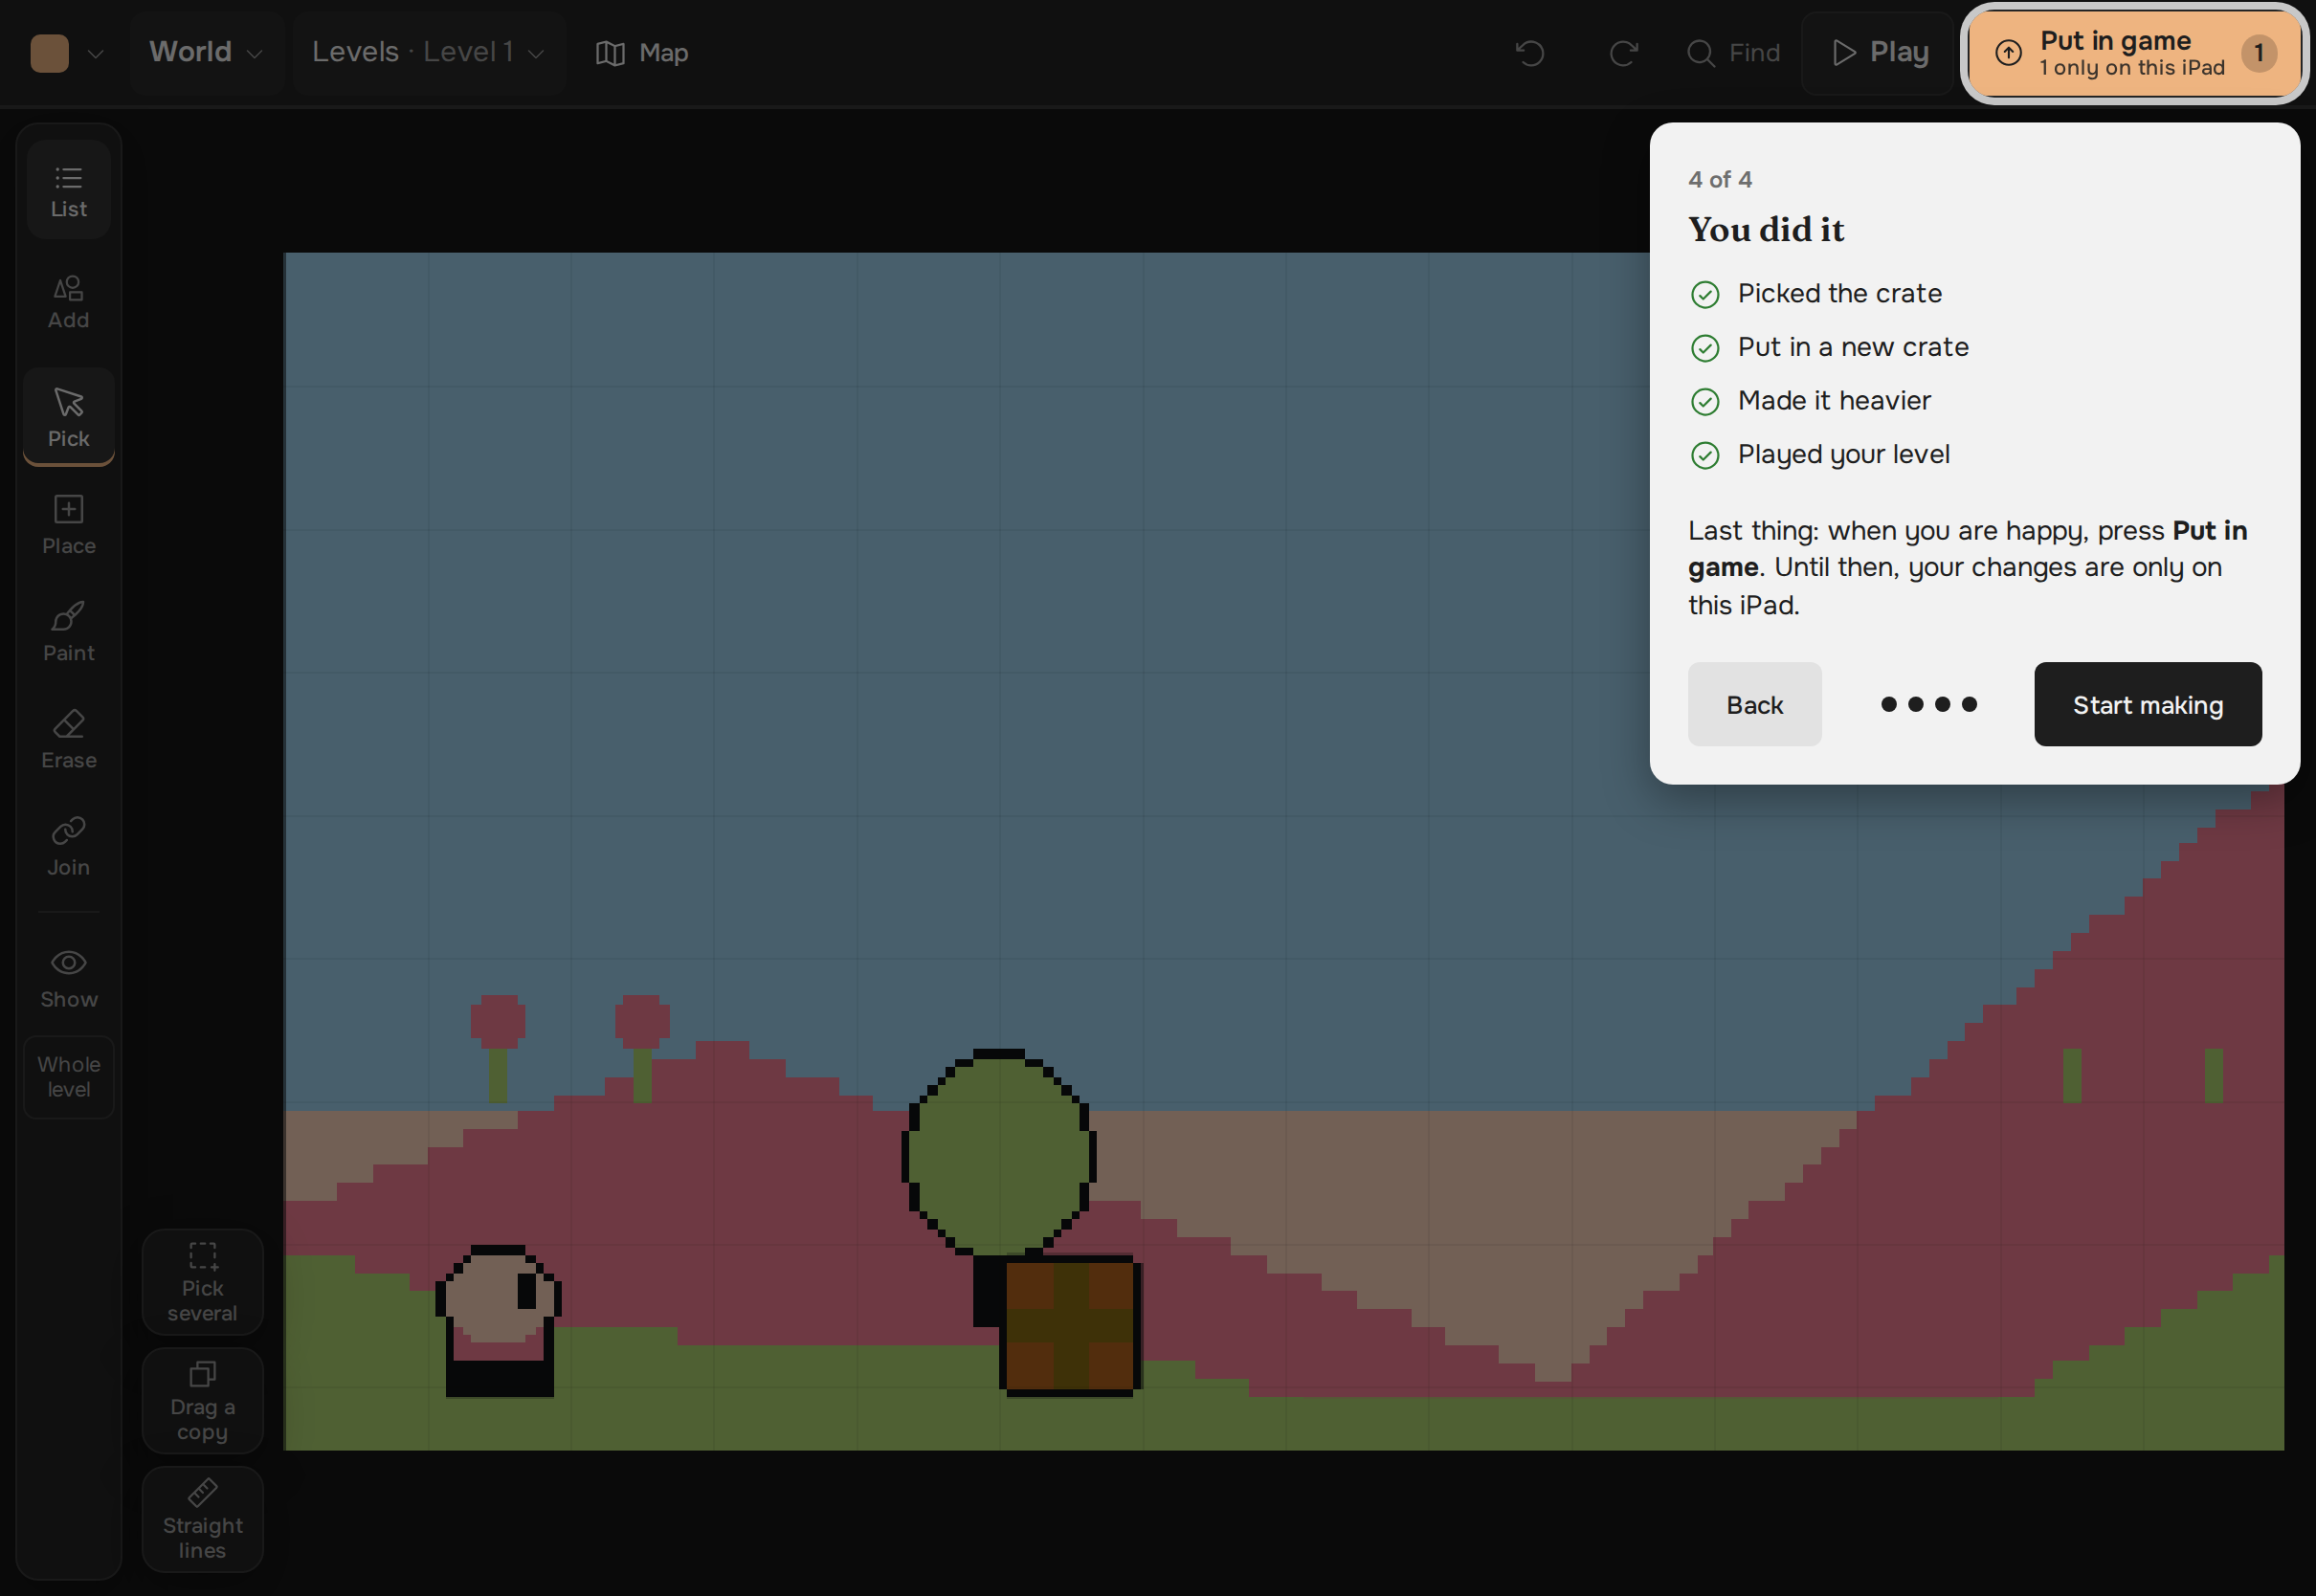 World
Levels · Level 1
Map
Find
Play
Put in game
1 only on this iPad
1
List
Add
Pick
Place
Paint
Erase
Join
Show
Whole
level
Pick
several
Drag a
copy
Straight
lines
4 of 4
You did it
Picked the crate
Put in a new crate
Made it heavier
Played your level
Last thing: when you are happy, press Put in
game. Until then, your changes are only on
this iPad.
Back
Start making